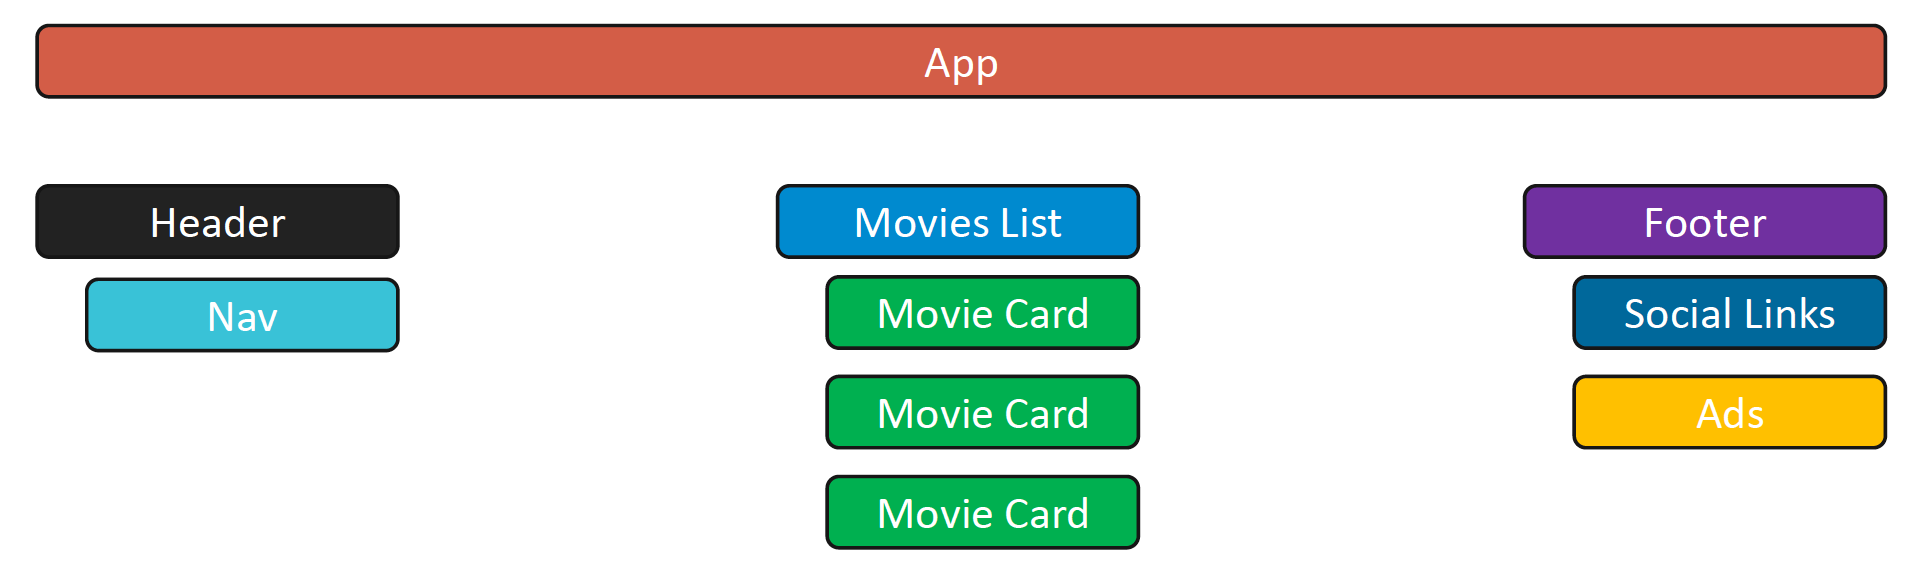 App
Header
Nav
Movies List
Movie Card
Movie Card
Movie Card
Footer
Social Links
Ads